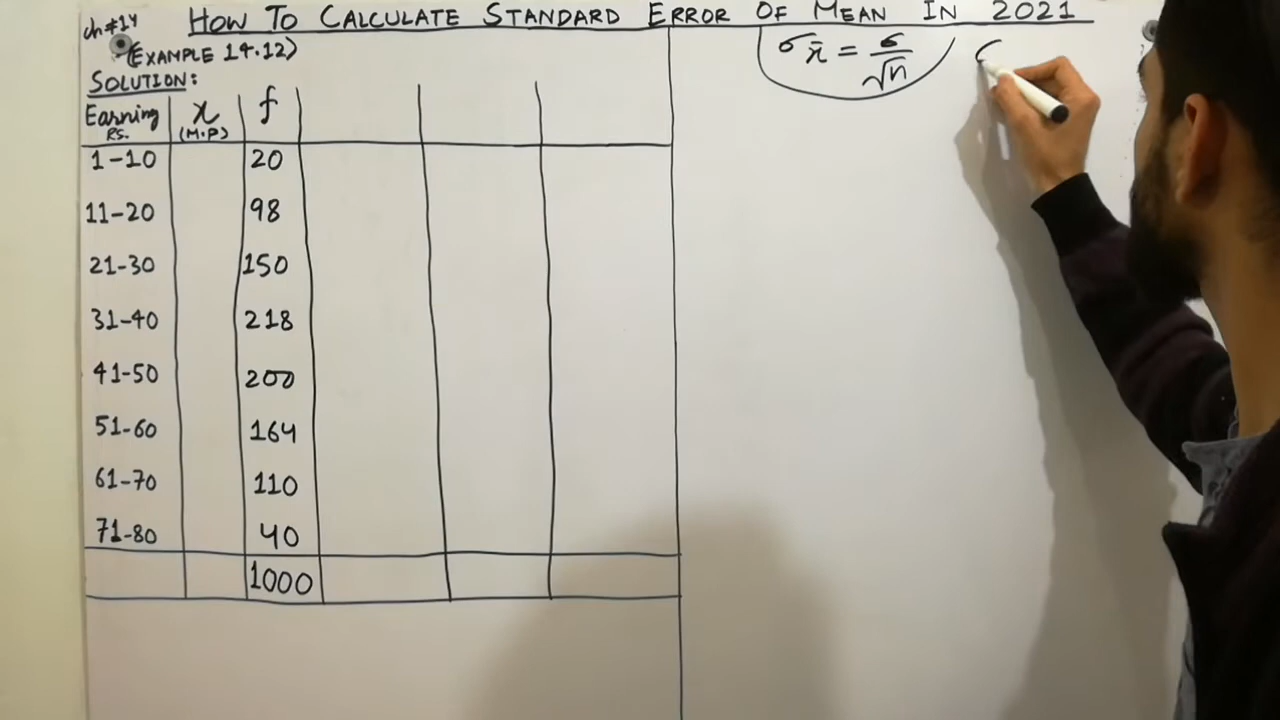 ch#14 HOW TO CALCULATE STANDARD ERROR OF MEAN IN 2021
(EXAMPLE 14.12)
σx̄ = σ/√n
SOLUTION:
Earning x f
RS. (M.P)
1-10 20
11-20 98
21-30 150
31-40 218
41-50 200
51-60 164
61-70 110
71-80 40
1000